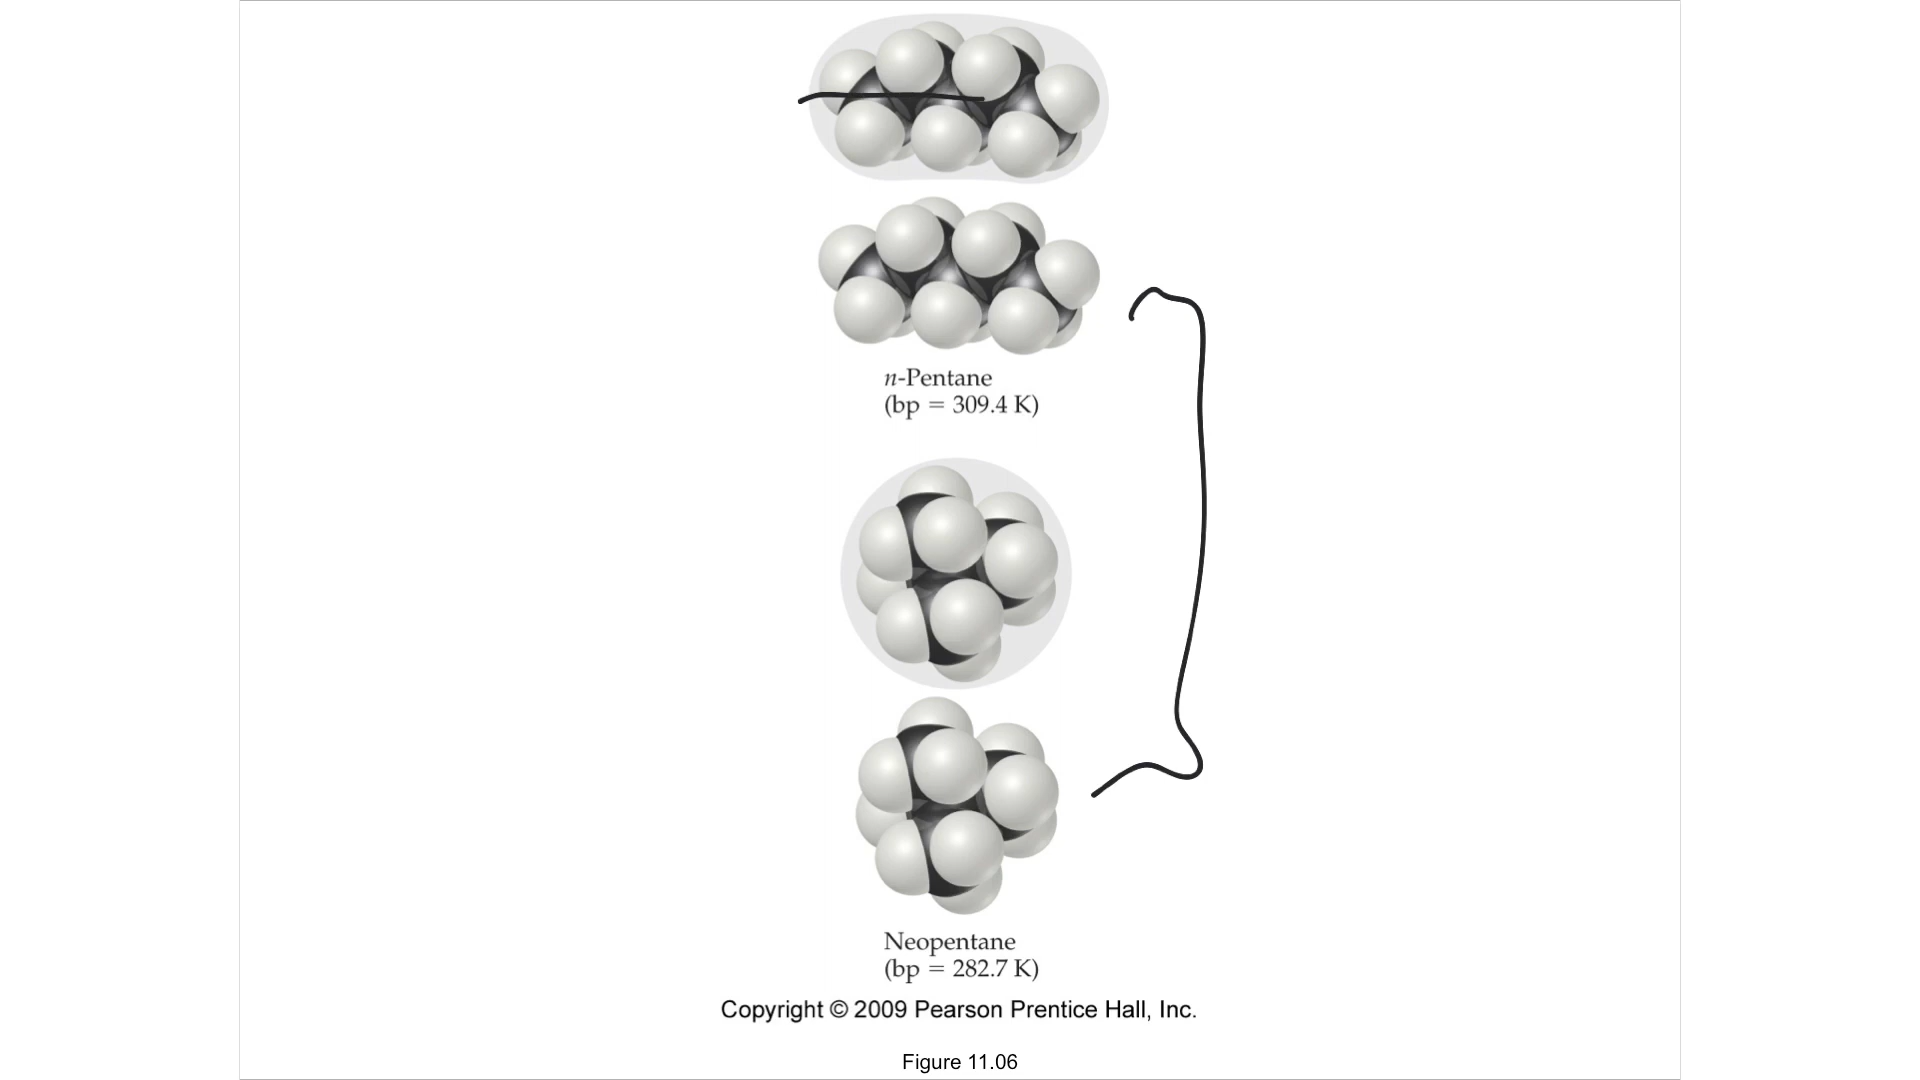 n-Pentane
(bp = 309.4 K)
Neopentane
(bp = 282.7 K)
Copyright © 2009 Pearson Prentice Hall, Inc.
Figure 11.06